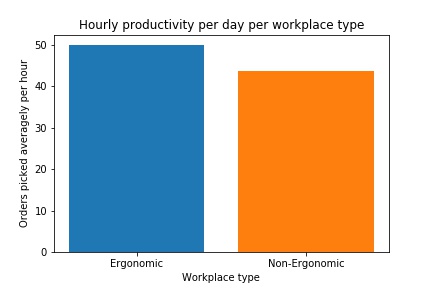 Hourly productivity per day per workplace type
Orders picked averagely per hour
50
40
30
20
10
0
Ergonomic
Non-Ergonomic
Workplace type